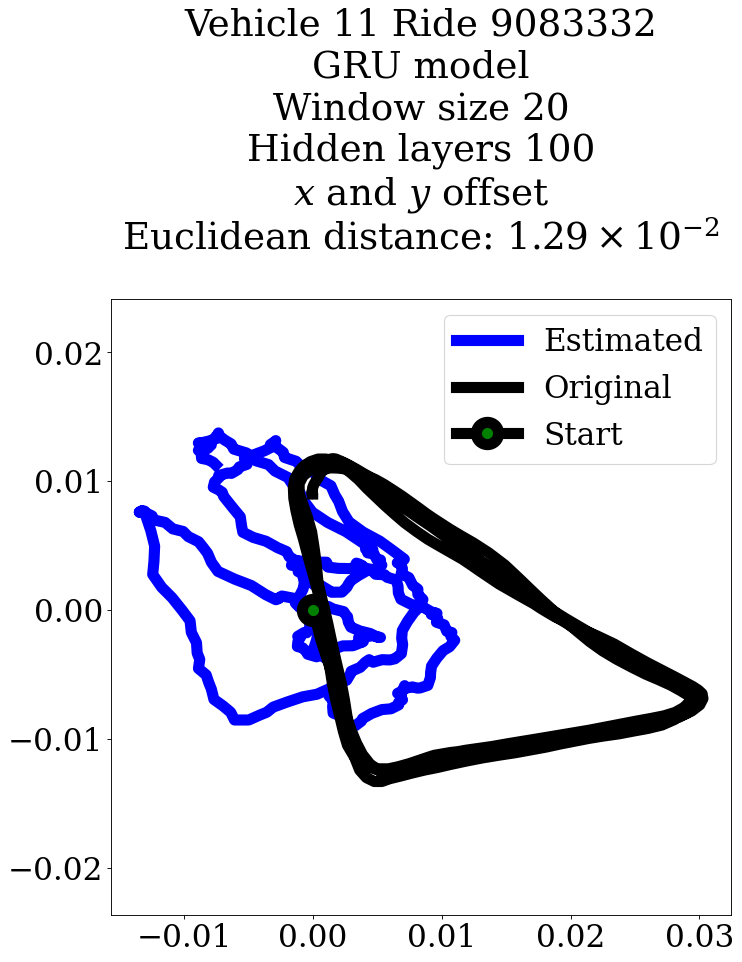 Vehicle 11 Ride 9083332
GRU model
Window size 20
Hidden layers 100
x and y offset
Euclidean distance: 1.29 × 10⁻²
Estimated
Original
Start
0.02
0.01
0.00
−0.01
−0.02
−0.01 0.00 0.01 0.02 0.03